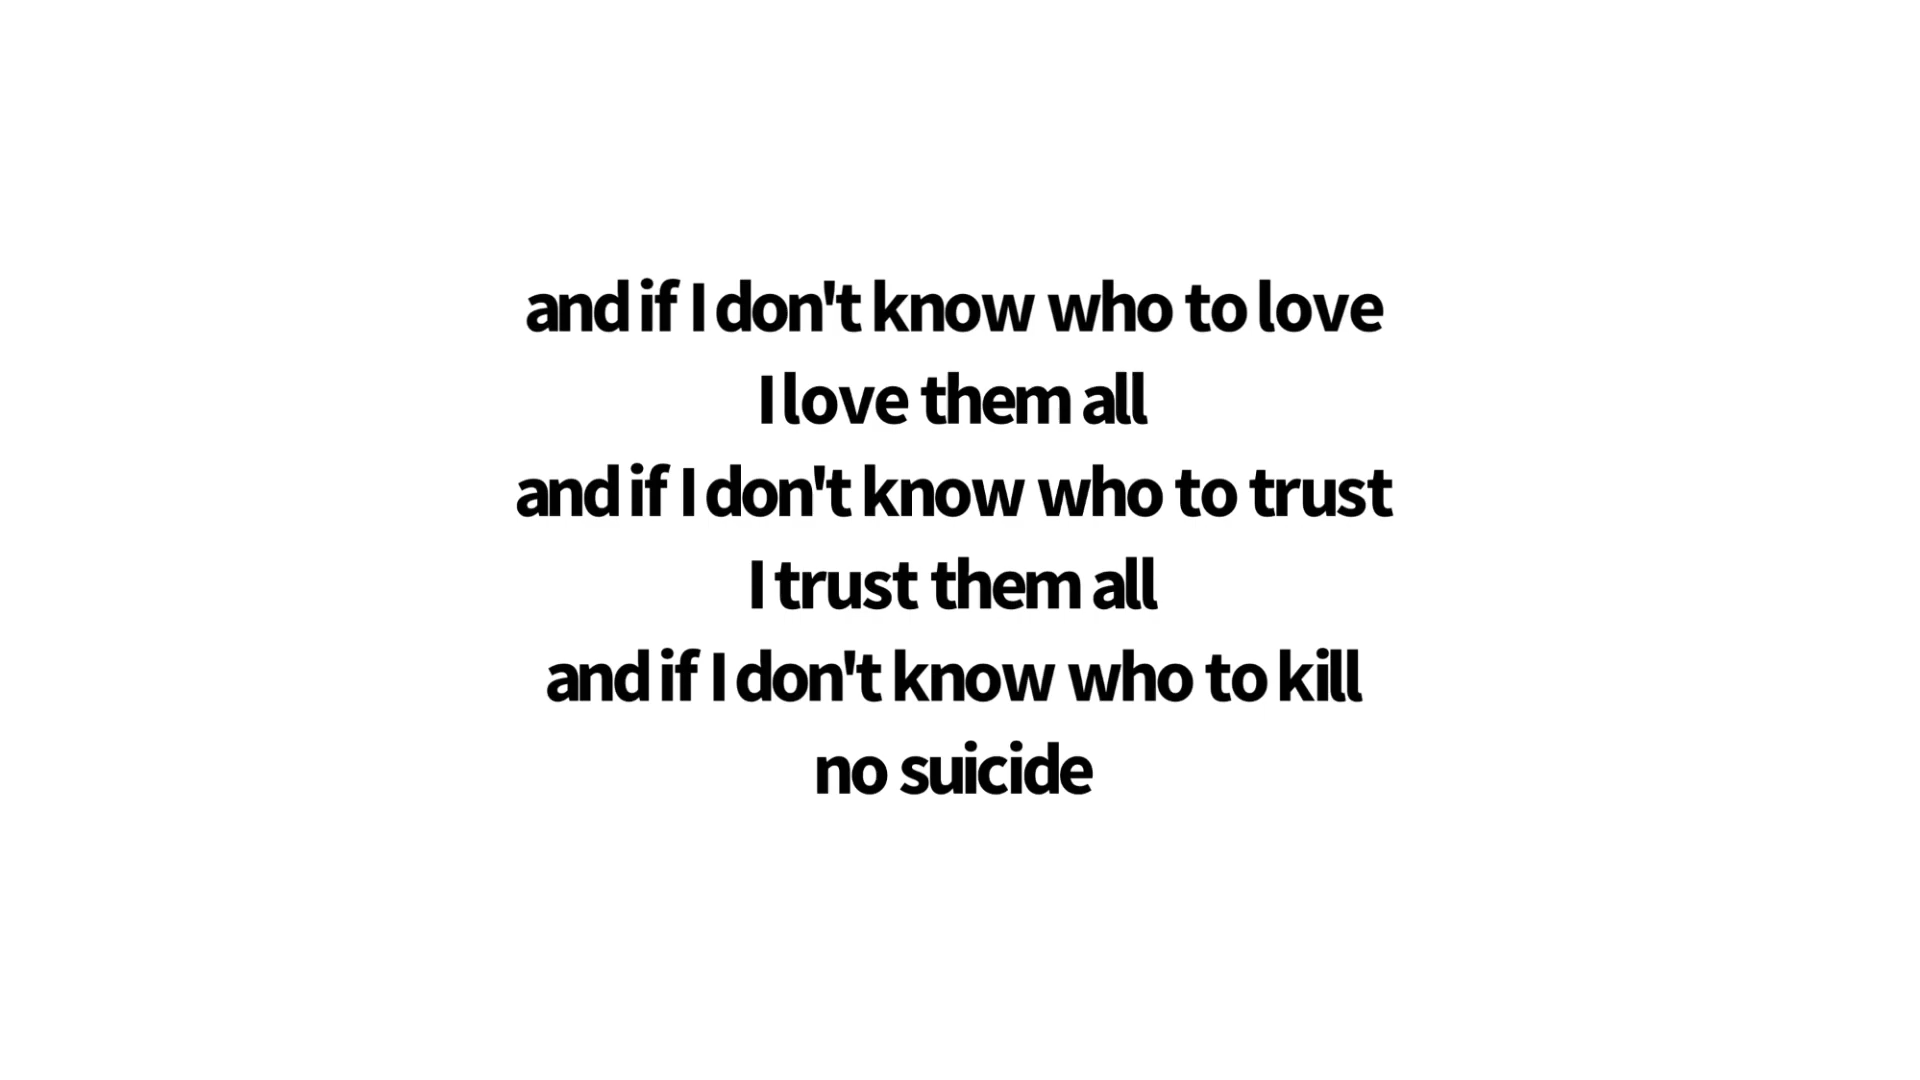 and if I don't know who to love
I love them all
and if I don't know who to trust
I trust them all
and if I don't know who to kill
no suicide